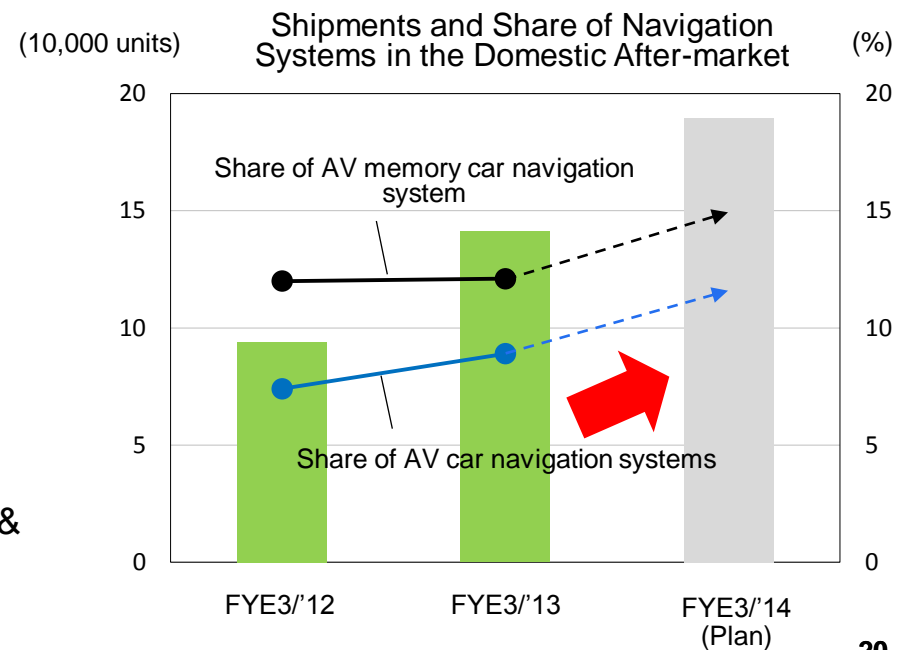 Shipments and Share of Navigation
Systems in the Domestic After-market
(10,000 units)
(%)
20
20
Share of AV memory car navigation
system
15
15
10
10
5
5
Share of AV car navigation systems
&
0
0
FYE3/’12
FYE3/’13
FYE3/’14
(Plan)